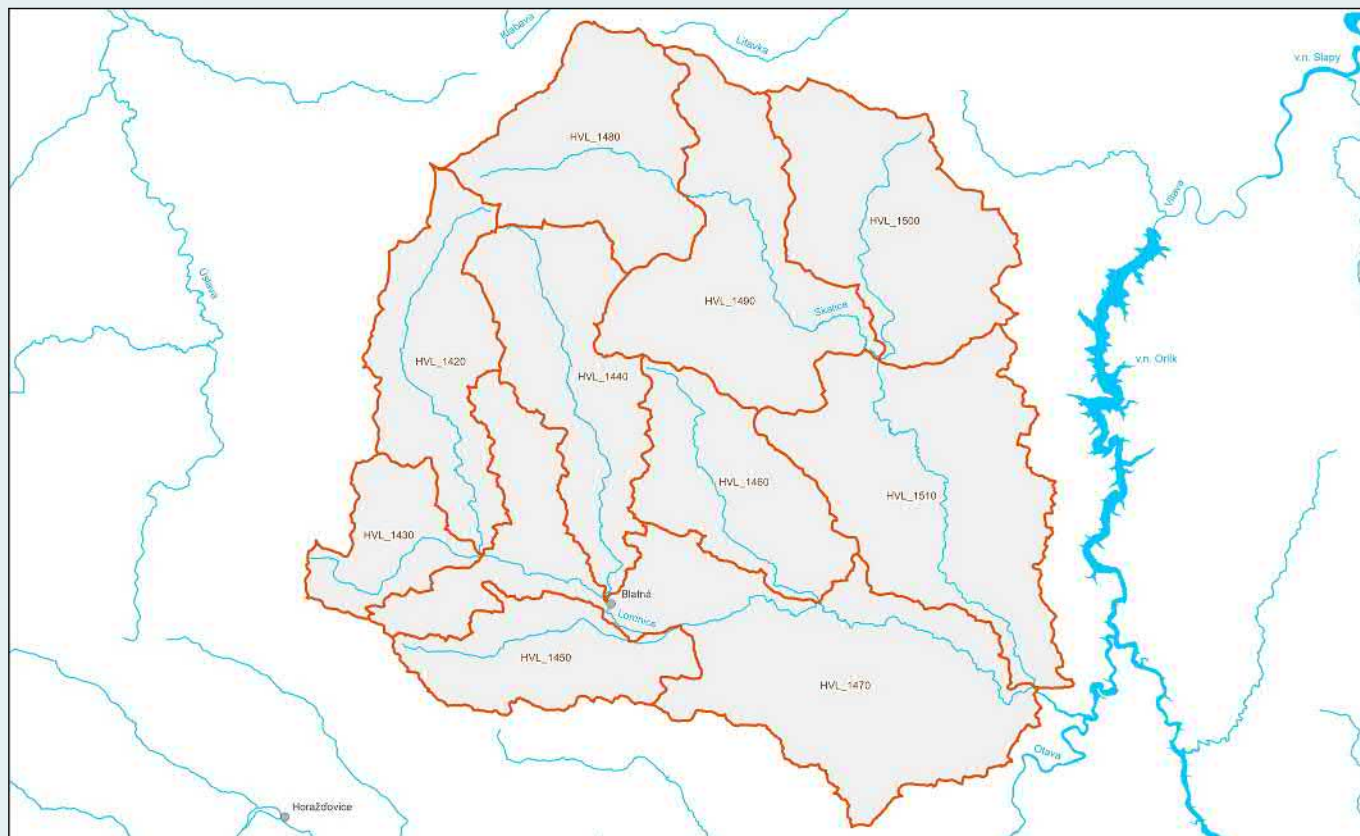 Klabava
Litavka
v.n. Slapy
HVL_1480
Vltava
HVL_1500
Úslava
HVL_1490
Skalice
v.n. Orlík
HVL_1420
HVL_1440
HVL_1460
HVL_1510
HVL_1430
Blatná
Lomnice
HVL_1450
HVL_1470
Otava
Horažďovice